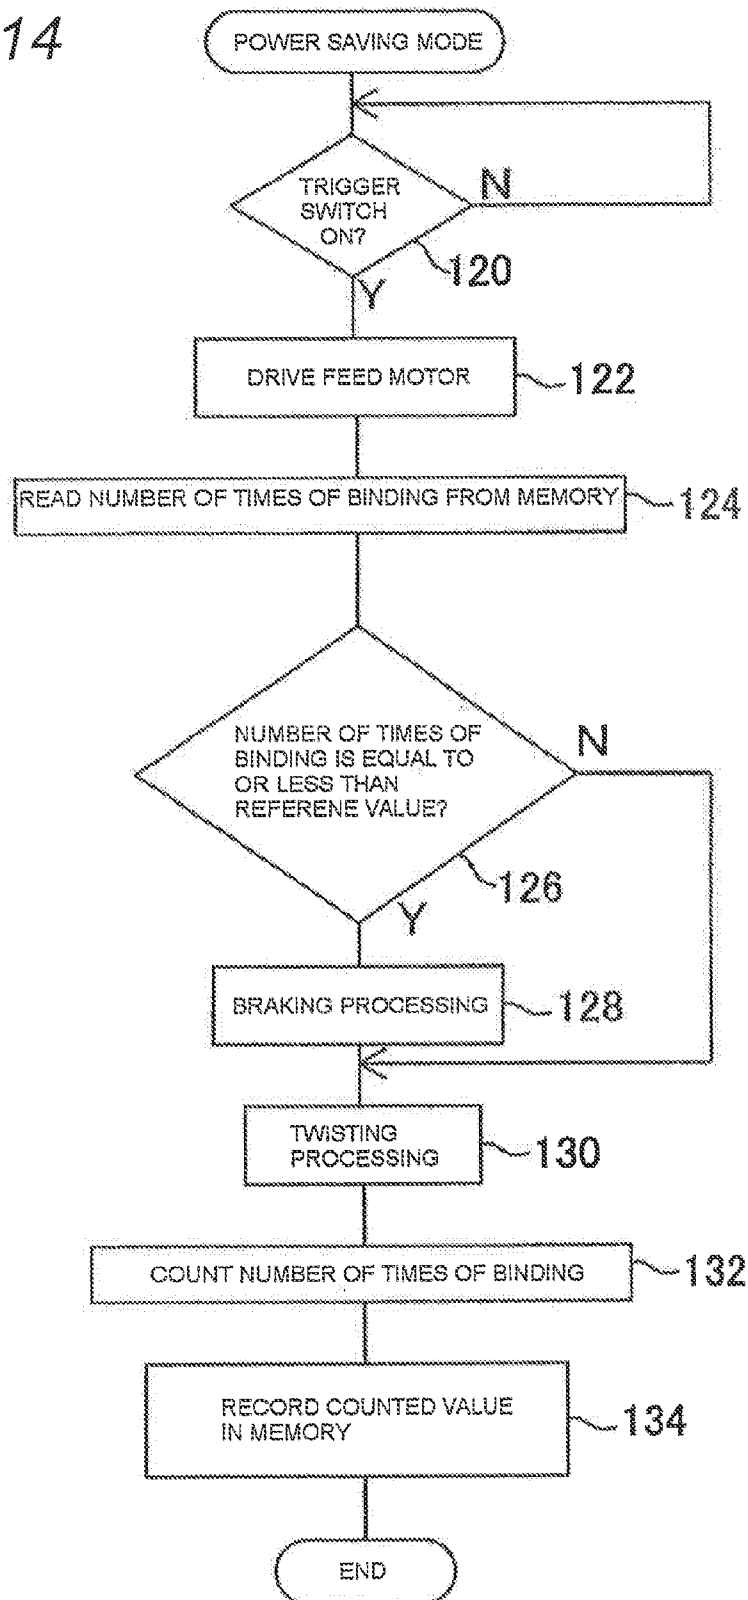 14
POWER SAVING MODE
TRIGGER
SWITCH
ON?
N
120
Y
DRIVE FEED MOTOR
122
READ NUMBER OF TIMES OF BINDING FROM MEMORY
124
NUMBER OF TIMES OF
BINDING IS EQUAL TO
OR LESS THAN
REFERENE VALUE?
N
126
Y
BRAKING PROCESSING
128
TWISTING
PROCESSING
130
COUNT NUMBER OF TIMES OF BINDING
132
RECORD COUNTED VALUE
IN MEMORY
134
END